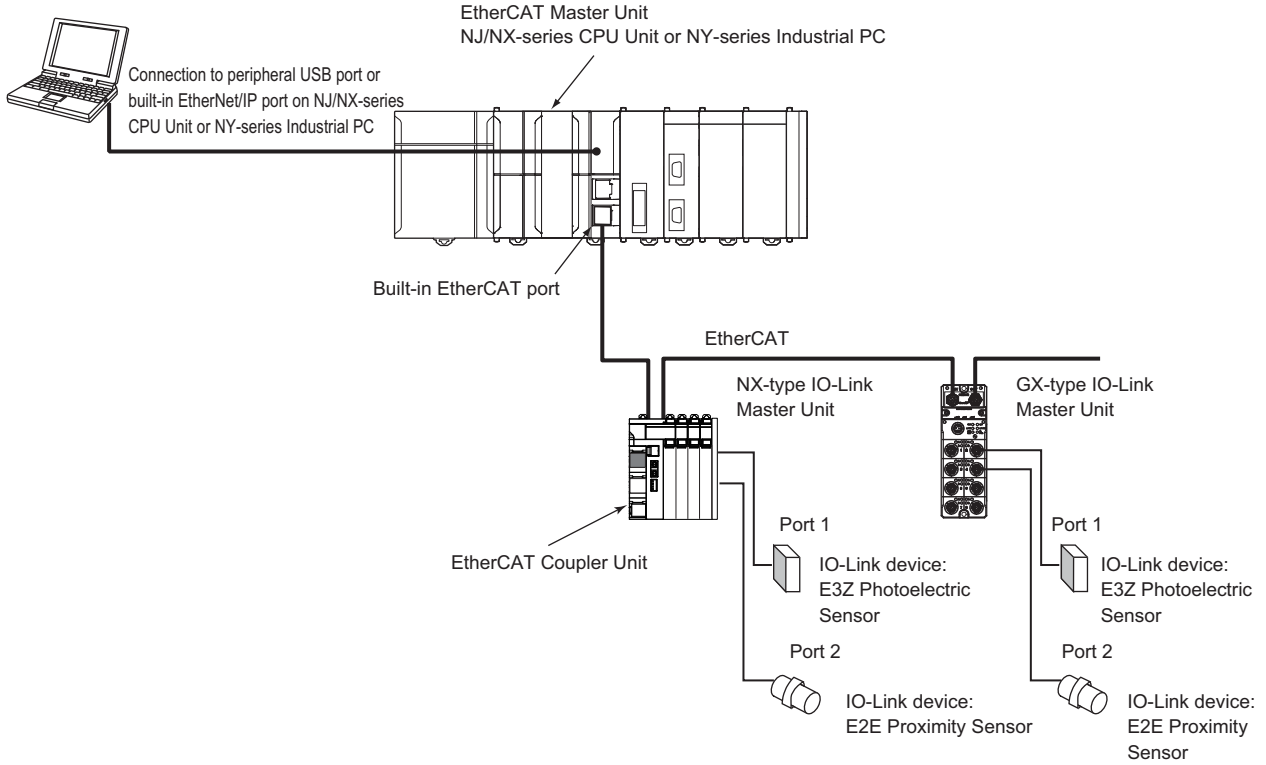 EtherCAT Master Unit
NJ/NX-series CPU Unit or NY-series Industrial PC
Connection to peripheral USB port or
built-in EtherNet/IP port on NJ/NX-series
CPU Unit or NY-series Industrial PC
Built-in EtherCAT port
EtherCAT
NX-type IO-Link
Master Unit
GX-type IO-Link
Master Unit
EtherCAT Coupler Unit
Port 1
IO-Link device:
E3Z Photoelectric
Sensor
Port 2
IO-Link device:
E2E Proximity Sensor
Port 1
IO-Link device:
E3Z Photoelectric
Sensor
Port 2
IO-Link device:
E2E Proximity
Sensor